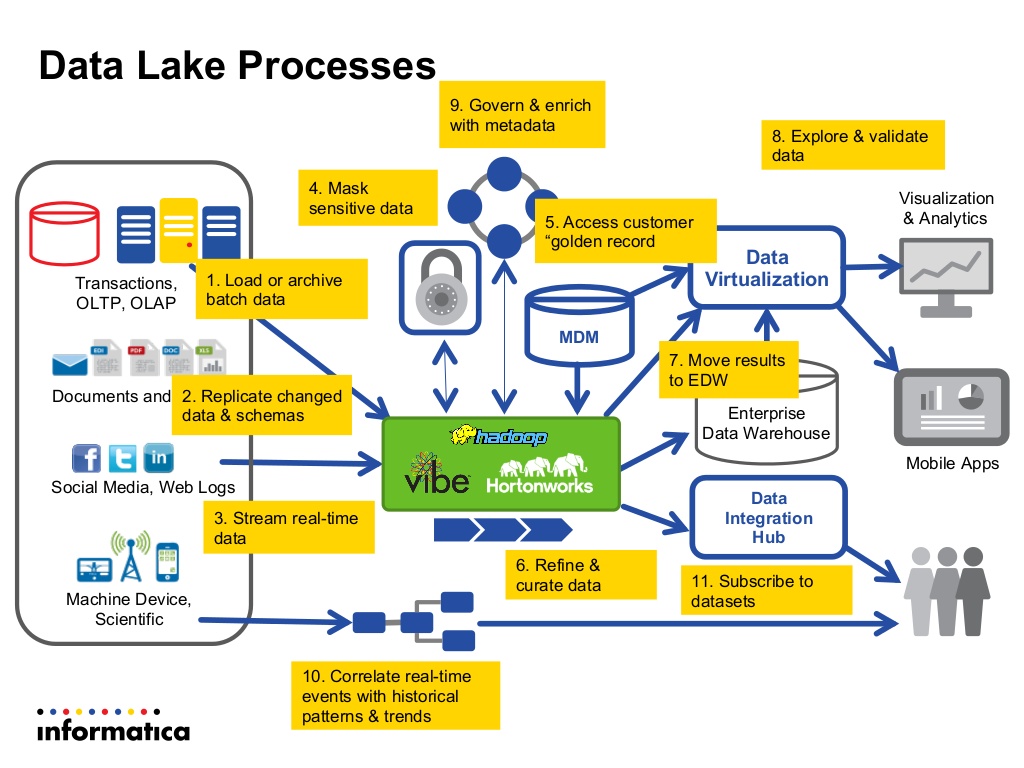 Data Lake Processes
9. Govern & enrich
with metadata
8. Explore & validate
data
4. Mask
sensitive data
5. Access customer
“golden record
Visualization
& Analytics
Transactions,
OLTP, OLAP
1. Load or archive
batch data
Data
Virtualization
MDM
EDI
PDF
DOC
XLS
Documents and
2. Replicate changed
data & schemas
7. Move results
to EDW
Enterprise
Data Warehouse
Mobile Apps
hadoop
vibe
Hortonworks
f
t
in
Social Media, Web Logs
3. Stream real-time
data
Data
Integration
Hub
6. Refine &
curate data
11. Subscribe to
datasets
Machine Device,
Scientific
10. Correlate real-time
events with historical
patterns & trends
informatica